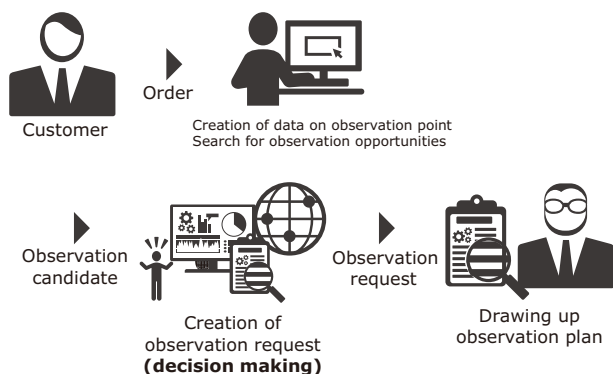 Customer
Order
Creation of data on observation point
Search for observation opportunities
Observation
candidate
Creation of
observation request
(decision making)
Observation
request
Drawing up
observation plan